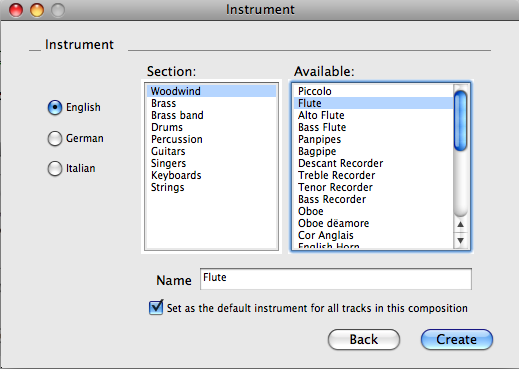 Instrument
Instrument
Section:
Available:
English
German
Italian
Woodwind
Brass
Brass band
Drums
Percussion
Guitars
Singers
Keyboards
Strings
Piccolo
Flute
Alto Flute
Bass Flute
Panpipes
Bagpipe
Descant Recorder
Treble Recorder
Tenor Recorder
Bass Recorder
Oboe
Oboe dëamore
Cor Anglais
English Horn
Name
Flute
Set as the default instrument for all tracks in this composition
Back
Create